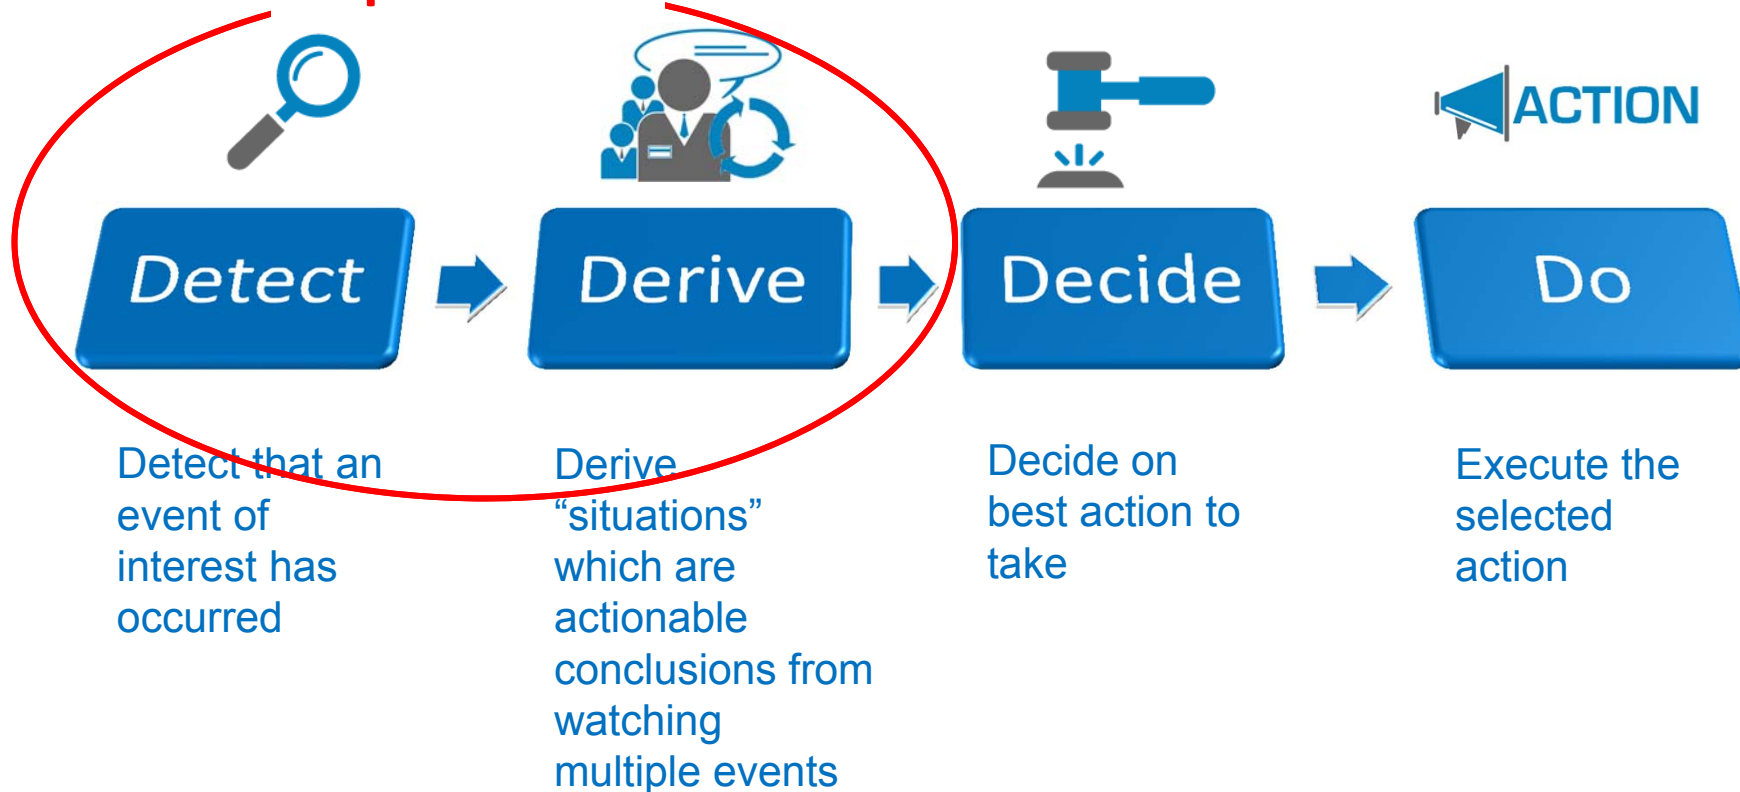 ACTION
Detect
Derive
Decide
Do
Detect that an
event of
interest has
occurred
Derive
“situations”
which are
actionable
conclusions from
watching
multiple events
Decide on
best action to
take
Execute the
selected
action